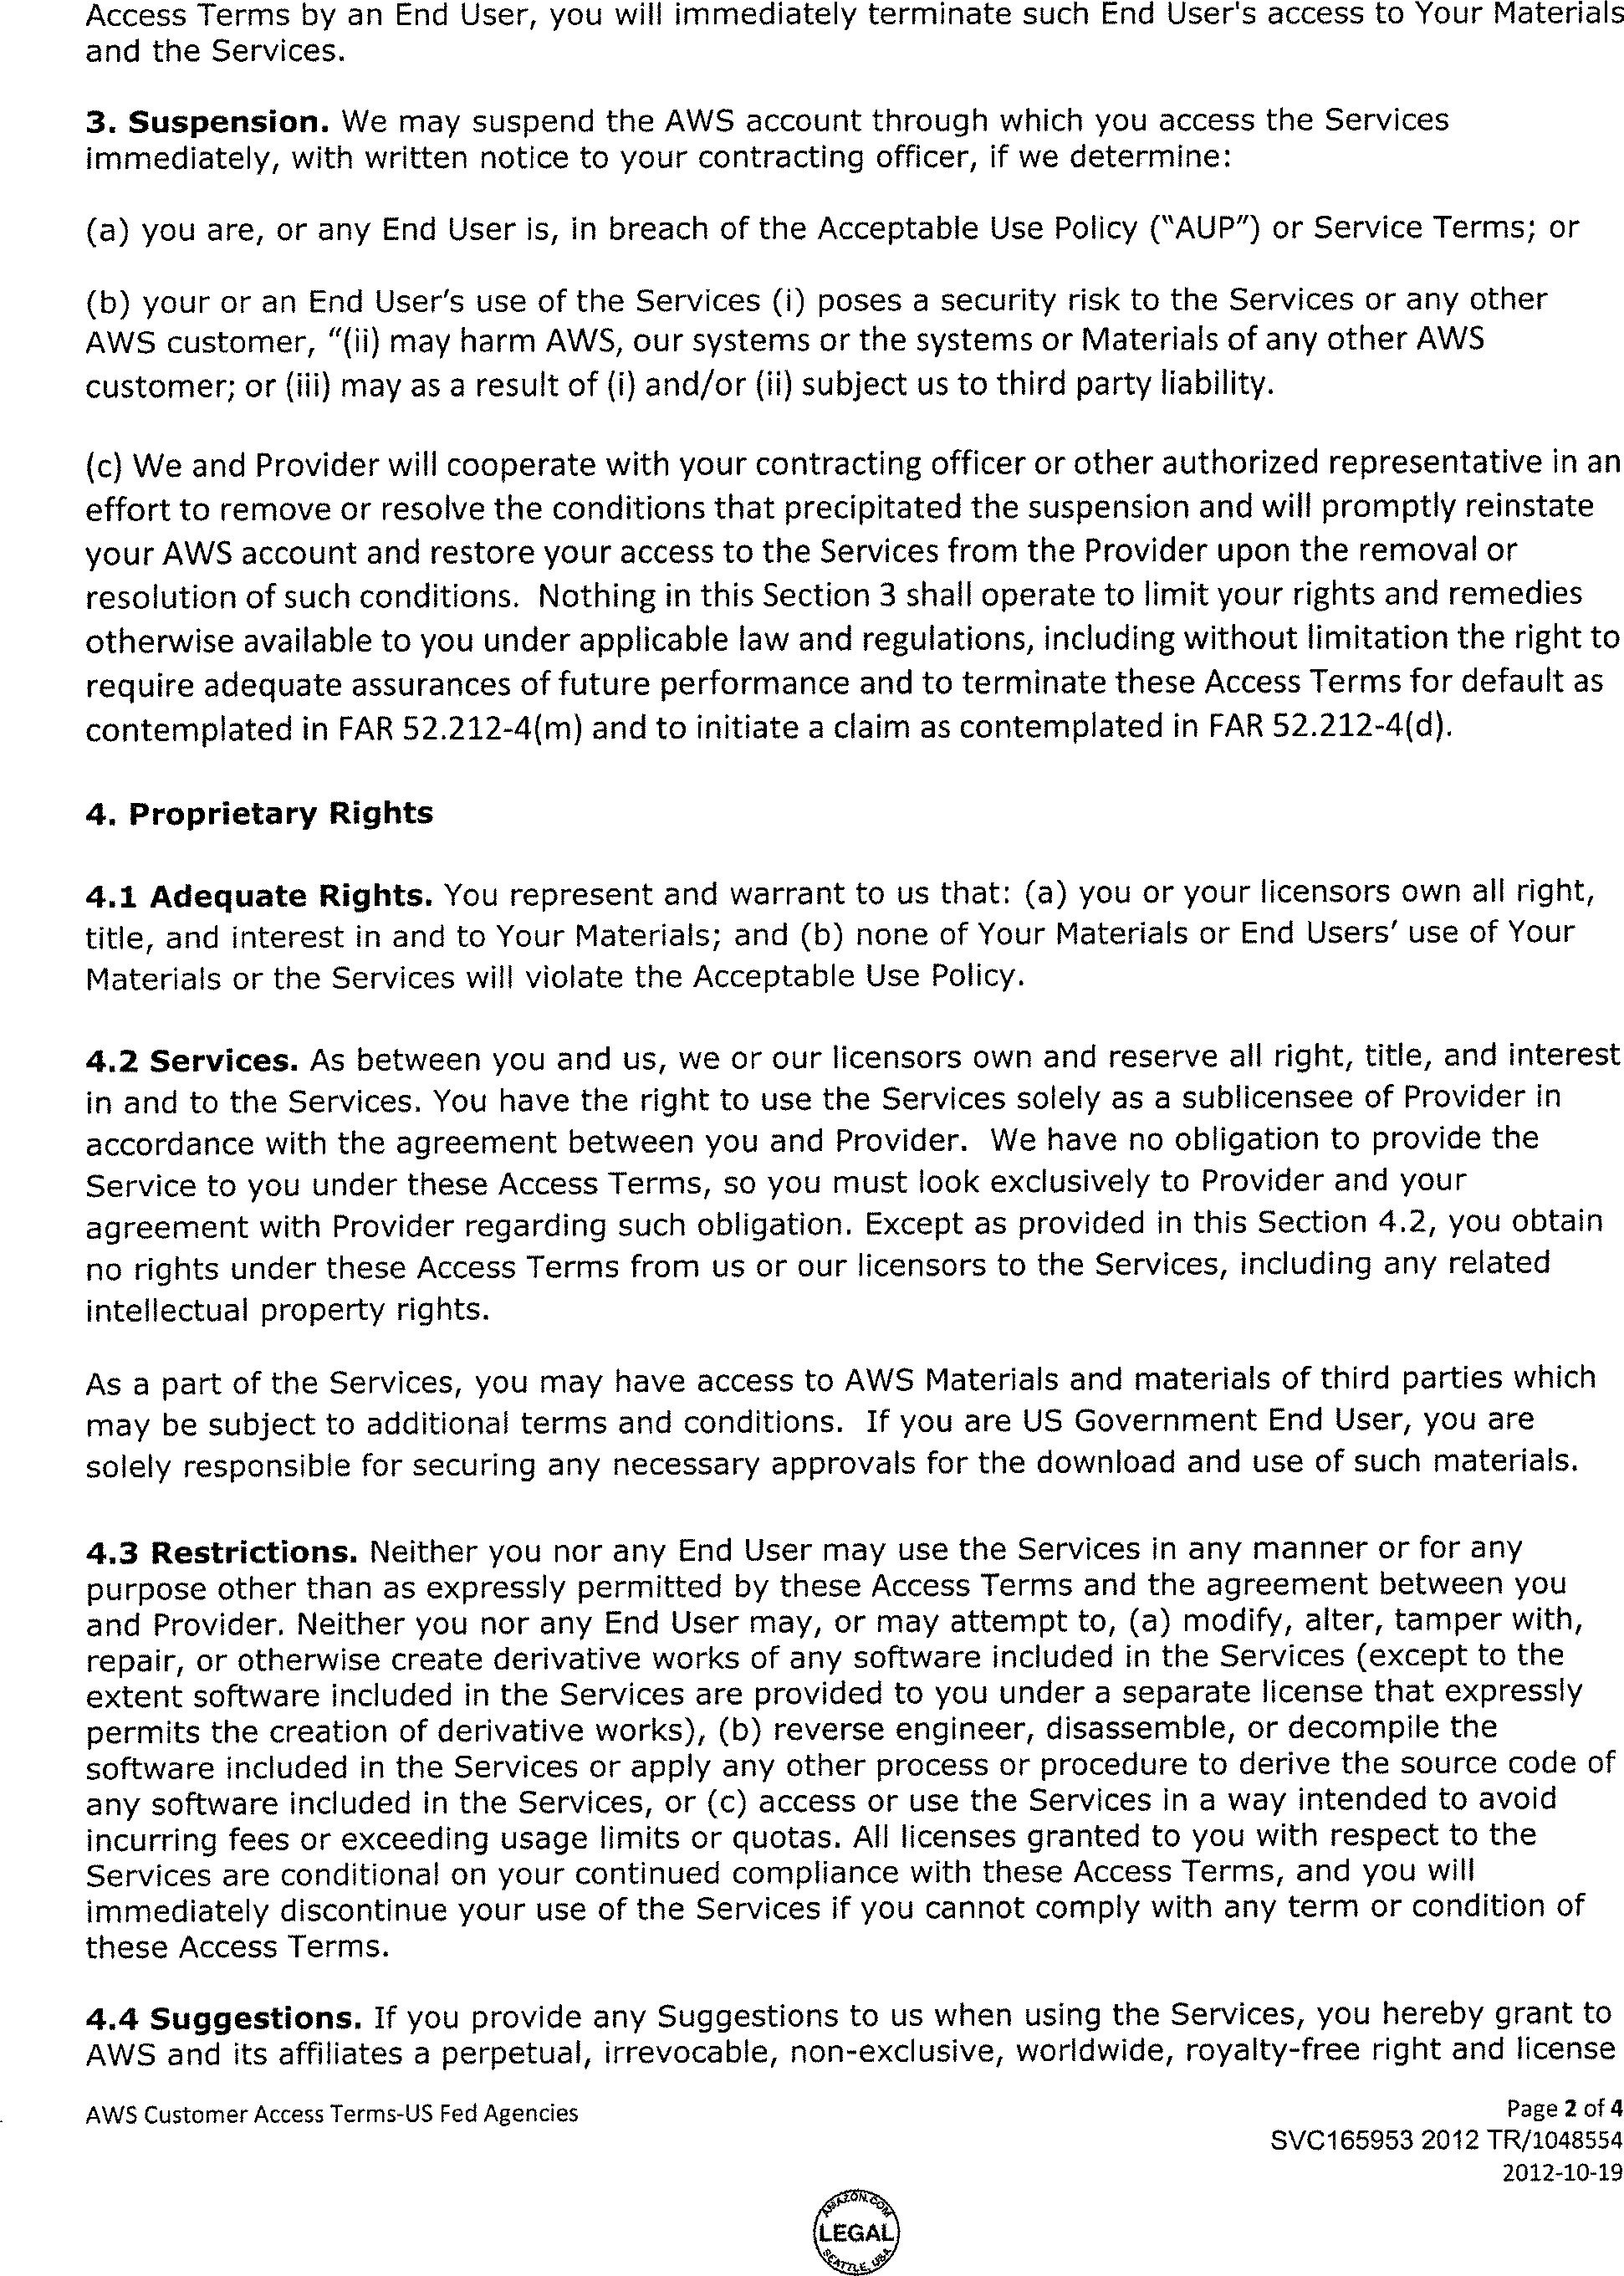 Access Terms by an End User, you will immediately terminate such End User's access to Your Materials
and the Services.
3. Suspension. We may suspend the AWS account through which you access the Services
immediately, with written notice to your contracting officer, if we determine:
(a) you are, or any End User is, in breach of the Acceptable Use Policy (“AUP”) or Service Terms; or
(b) your or an End User’s use of the Services (i) poses a security risk to the Services or any other
AWS customer, “(ii) may harm AWS, our systems or the systems or Materials of any other AWS
customer; or (iii) may as a result of (i) and/or (ii) subject us to third party liability.
(c) We and Provider will cooperate with your contracting officer or other authorized representative in an
effort to remove or resolve the conditions that precipitated the suspension and will promptly reinstate
your AWS account and restore your access to the Services from the Provider upon the removal or
resolution of such conditions. Nothing in this Section 3 shall operate to limit your rights and remedies
otherwise available to you under applicable law and regulations, including without limitation the right to
require adequate assurances of future performance and to terminate these Access Terms for default as
contemplated in FAR 52.212-4(m) and to initiate a claim as contemplated in FAR 52.212-4(d).
4. Proprietary Rights
4.1 Adequate Rights. You represent and warrant to us that: (a) you or your licensors own all right,
title, and interest in and to Your Materials; and (b) none of Your Materials or End Users’ use of Your
Materials or the Services will violate the Acceptable Use Policy.
4.2 Services. As between you and us, we or our licensors own and reserve all right, title, and interest
in and to the Services. You have the right to use the Services solely as a sublicensee of Provider in
accordance with the agreement between you and Provider. We have no obligation to provide the
Service to you under these Access Terms, so you must look exclusively to Provider and your
agreement with Provider regarding such obligation. Except as provided in this Section 4.2, you obtain
no rights under these Access Terms from us or our licensors to the Services, including any related
intellectual property rights.
As a part of the Services, you may have access to AWS Materials and materials of third parties which
may be subject to additional terms and conditions. If you are US Government End User, you are
solely responsible for securing any necessary approvals for the download and use of such materials.
4.3 Restrictions. Neither you nor any End User may use the Services in any manner or for any
purpose other than as expressly permitted by these Access Terms and the agreement between you
and Provider. Neither you nor any End User may, or may attempt to, (a) modify, alter, tamper with,
repair, or otherwise create derivative works of any software included in the Services (except to the
extent software included in the Services are provided to you under a separate license that expressly
permits the creation of derivative works), (b) reverse engineer, disassemble, or decompile the
software included in the Services or apply any other process or procedure to derive the source code of
any software included in the Services, or (c) access or use the Services in a way intended to avoid
incurring fees or exceeding usage limits or quotas. All licenses granted to you with respect to the
Services are conditional on your continued compliance with these Access Terms, and you will
immediately discontinue your use of the Services if you cannot comply with any term or condition of
these Access Terms.
4.4 Suggestions. If you provide any Suggestions to us when using the Services, you hereby grant to
AWS and its affiliates a perpetual, irrevocable, non-exclusive, worldwide, royalty-free right and license
AWS Customer Access Terms-US Fed Agencies
Page 2 of 4
SVC165953 2012 TR/1048554
2012-10-19
AMAZON.COM
LEGAL
SEATTLE, USA